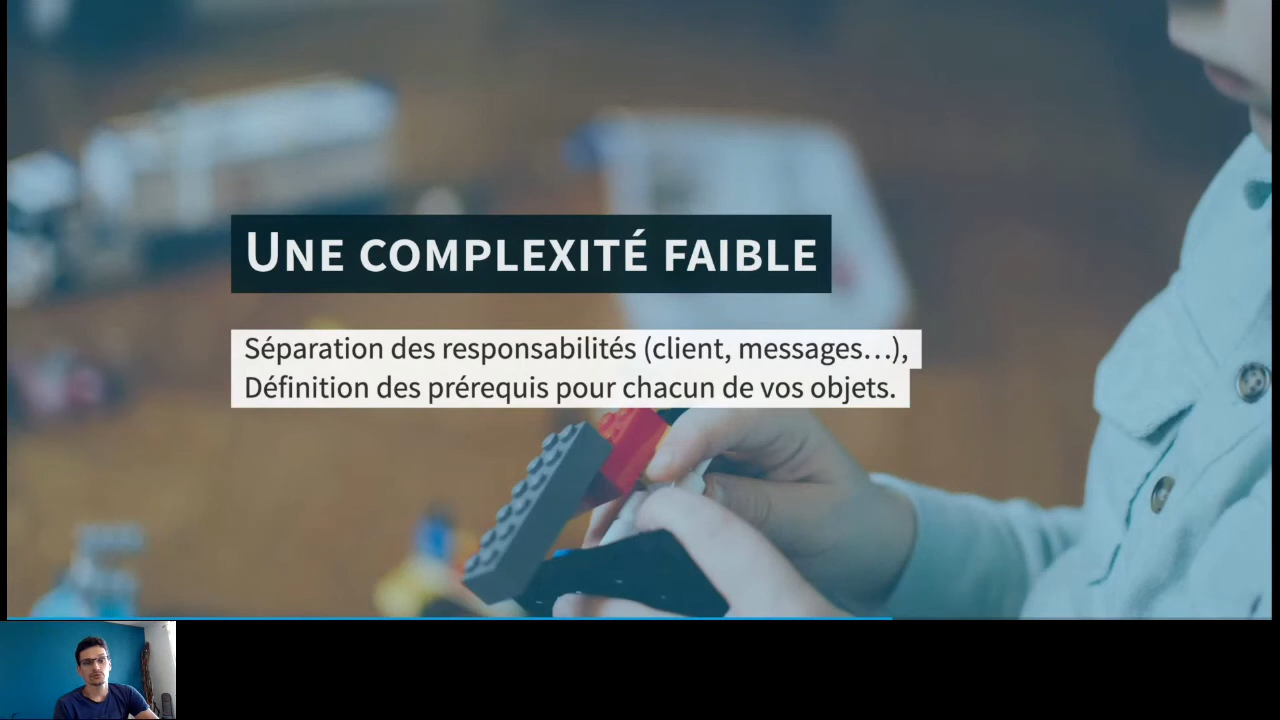 Une complexité faible
Séparation des responsabilités (client, messages…),
Définition des prérequis pour chacun de vos objets.